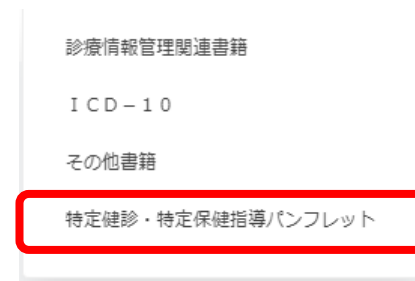 診療情報管理関連書籍
ＩＣＤ－１０
その他書籍
特定健診・特定保健指導パンフレット